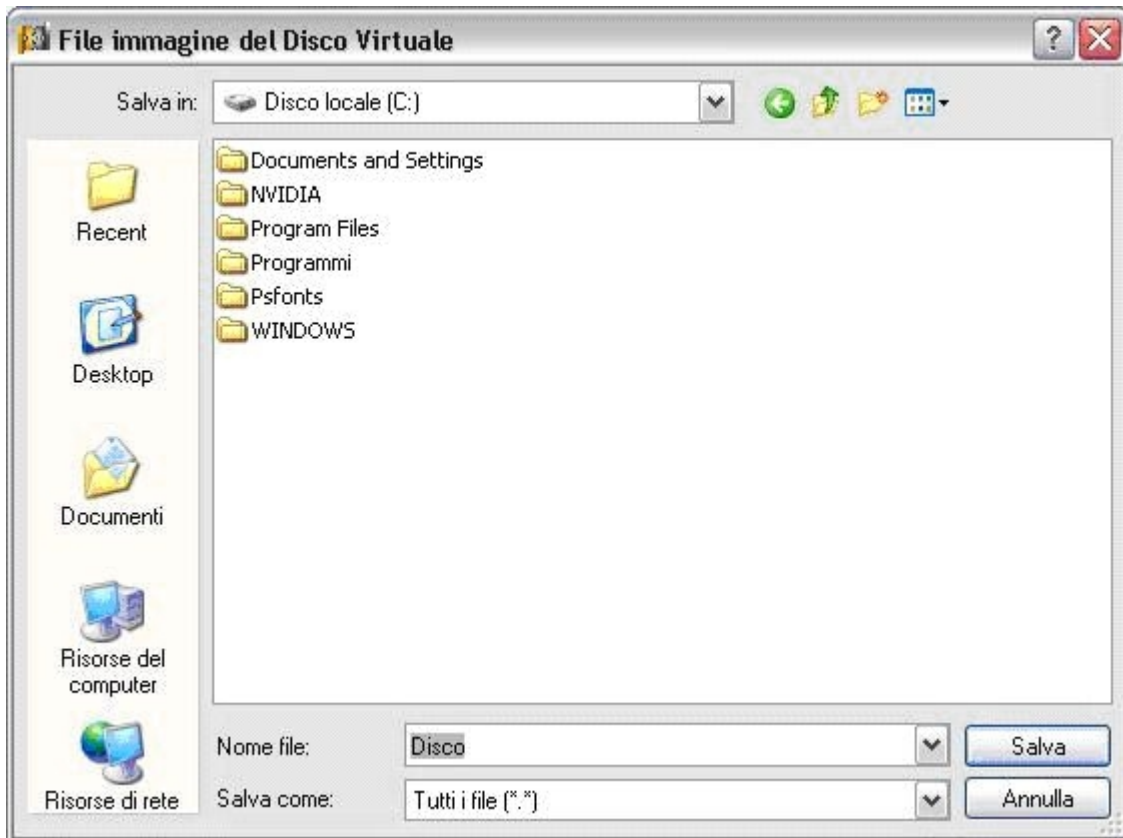 File immagine del Disco Virtuale
Salva in:
Disco locale (C:)
Recent
Desktop
Documenti
Risorse del
computer
Risorse di rete
Documents and Settings
NVIDIA
Program Files
Programmi
Psfonts
WINDOWS
Nome file:
Disco
Salva
Salva come:
Tutti i file (*.*)
Annulla